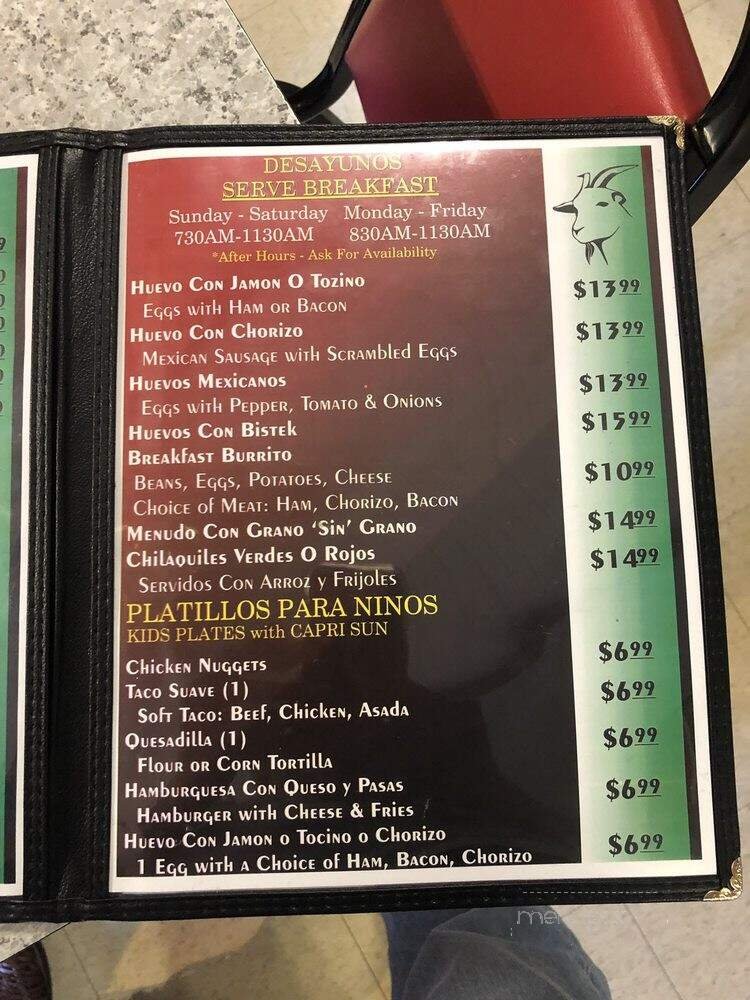 DESAYUNOS
SERVE BREAKFAST
Sunday - Saturday Monday - Friday
730AM-1130AM 830AM-1130AM
*After Hours - Ask For Availability
Huevo Con Jamon O Tozino $13.99
Eggs with Ham or Bacon
Huevo Con Chorizo $13.99
Mexican Sausage with Scrambled Eggs
Huevos Mexicanos $13.99
Eggs with Pepper, Tomato & Onions
Huevos Con Bistek $15.99
Breakfast Burrito $10.99
Beans, Eggs, Potatoes, Cheese
Choice of Meat: Ham, Chorizo, Bacon
Menudo Con Grano 'Sin' Grano $14.99
Chilaquiles Verdes O Rojos $14.99
Servidos Con Arroz y Frijoles
PLATILLOS PARA NINOS
KIDS PLATES with CAPRI SUN
Chicken Nuggets $6.99
Taco Suave (1) $6.99
Soft Taco: Beef, Chicken, Asada
Quesadilla (1) $6.99
Flour or Corn Tortilla
Hamburguesa Con Queso y Papas $6.99
Hamburger with Cheese & Fries
Huevo Con Jamon o Tocino o Chorizo $6.99
1 Egg with a Choice of Ham, Bacon, Chorizo